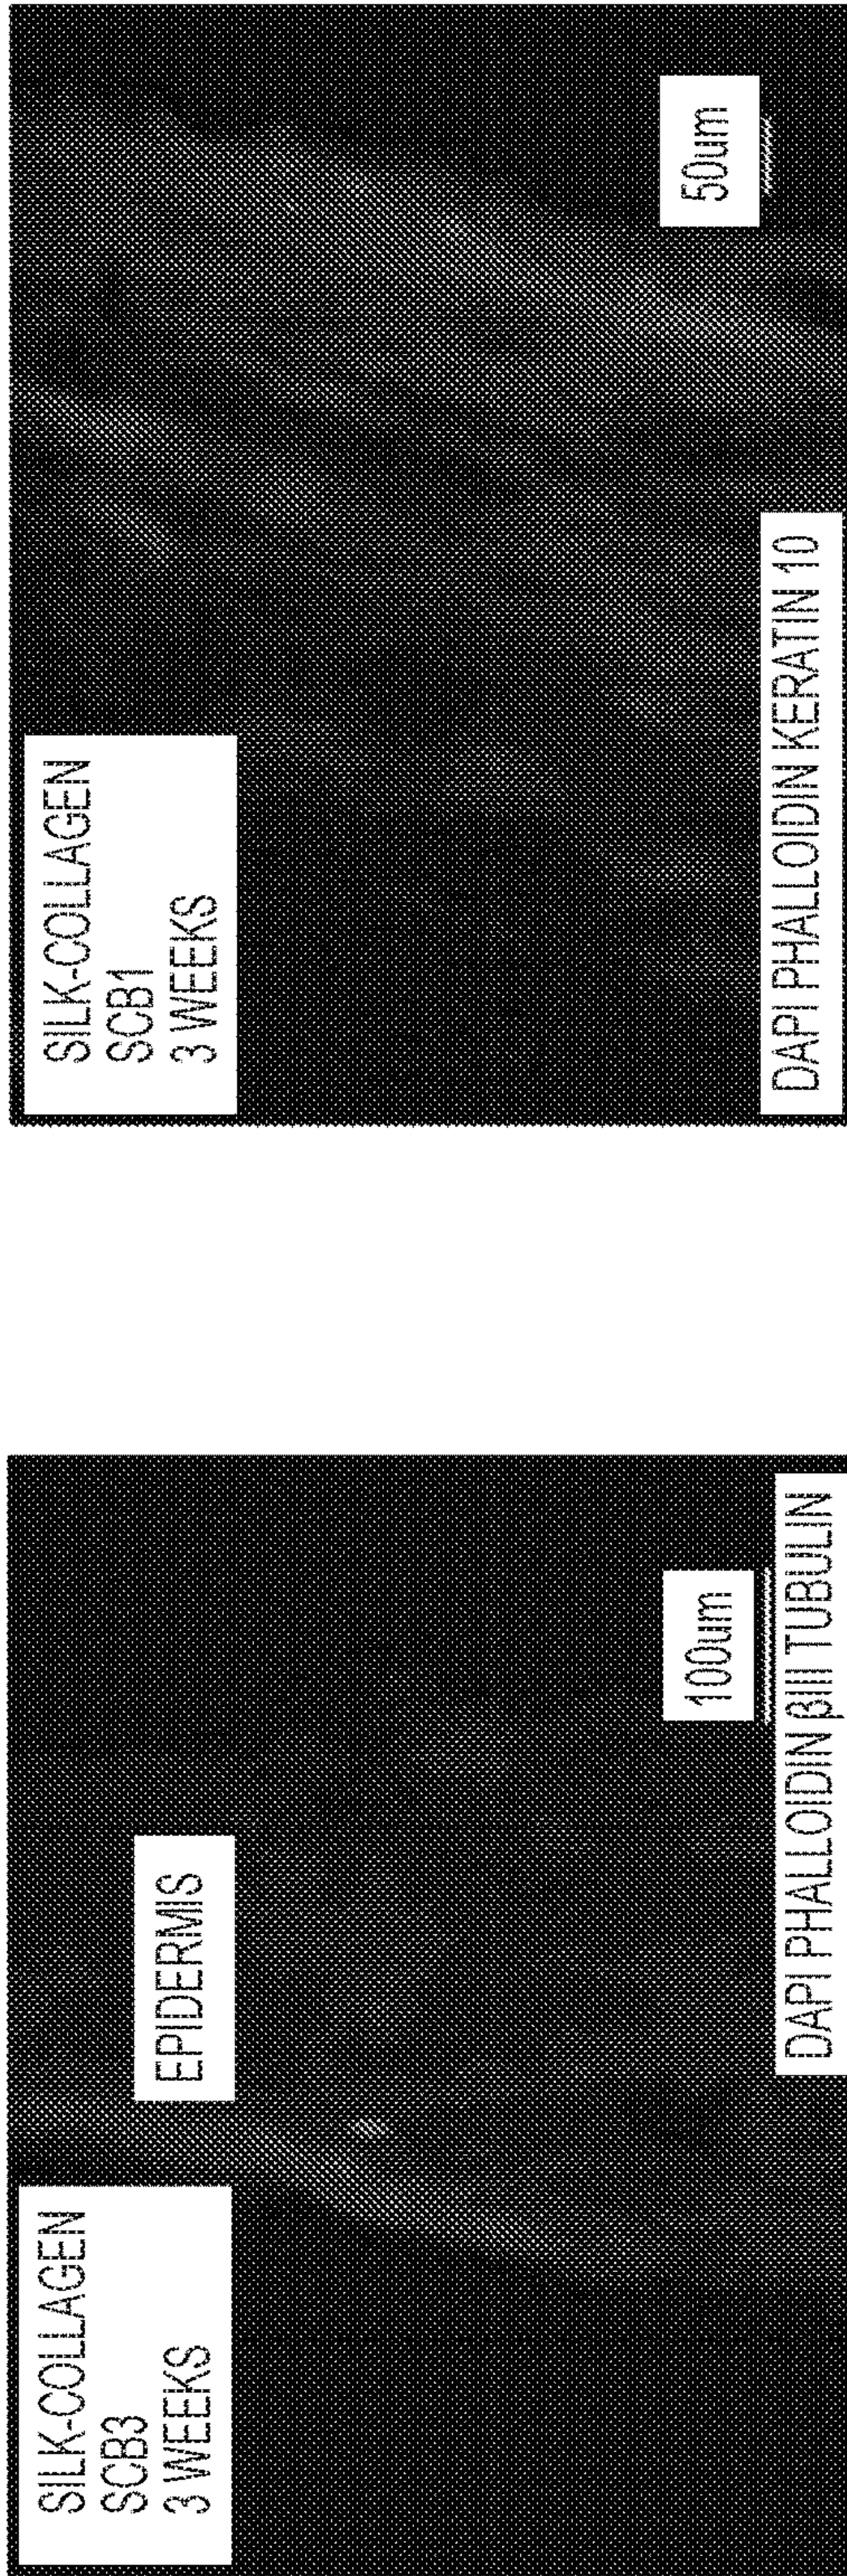 SILK-COLLAGEN
SCB3
3 WEEKS
EPIDERMIS
100um
DAPI PHALLOIDIN βIII TUBULIN
SILK-COLLAGEN
SCB1
3 WEEKS
50um
DAPI PHALLOIDIN KERATIN 10